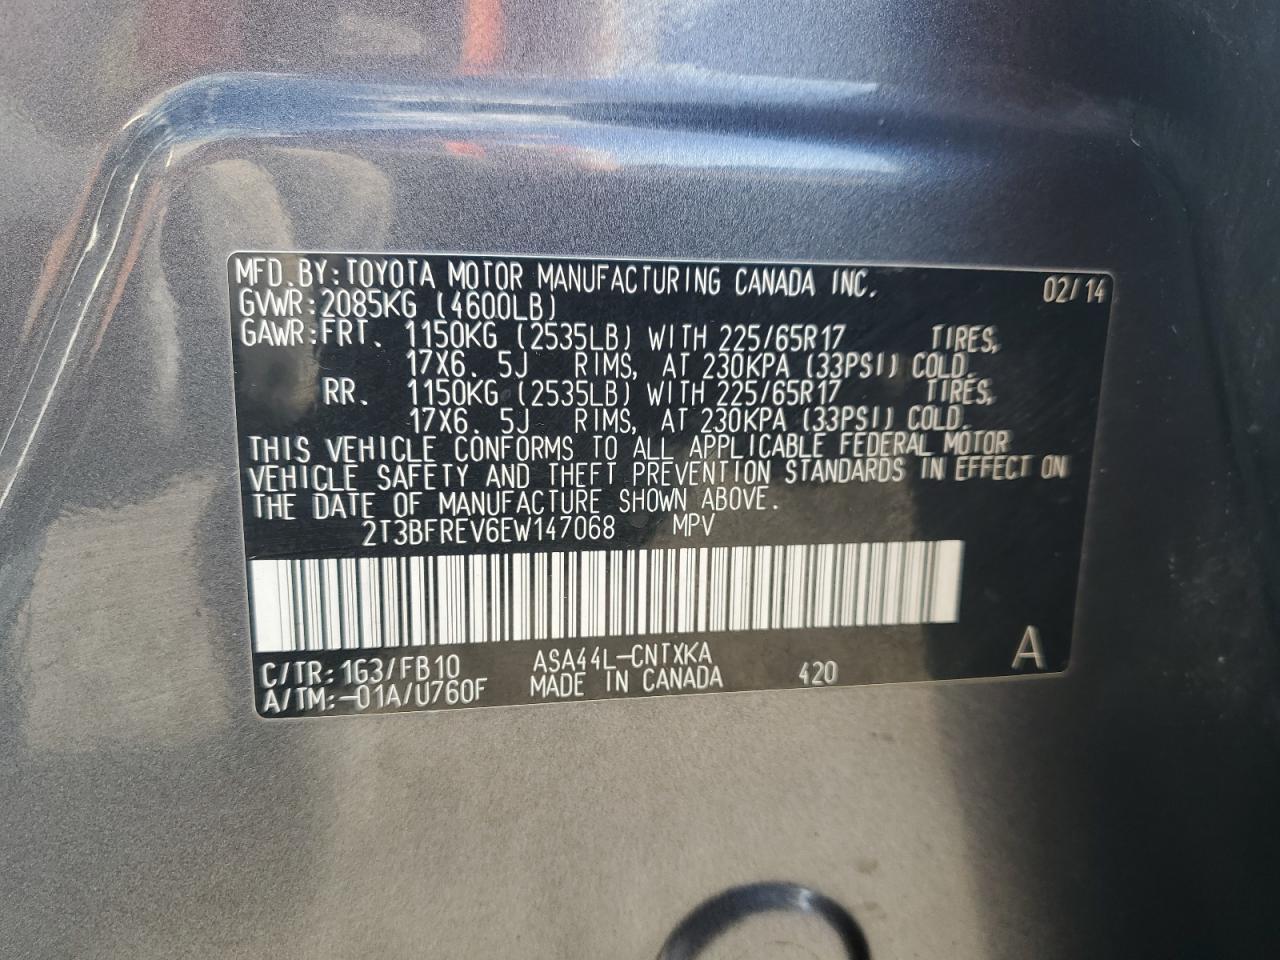 MFD.BY:TOYOTA MOTOR MANUFACTURING CANADA INC. 02/14
GVWR:2085KG (4600LB)
GAWR:FRT. 1150KG (2535LB) WITH 225/65R17 TIRES,
17X6. 5J RIMS, AT 230KPA (33PSI) COLD.
RR. 1150KG (2535LB) WITH 225/65R17 TIRES,
17X6. 5J RIMS, AT 230KPA (33PSI) COLD.
THIS VEHICLE CONFORMS TO ALL APPLICABLE FEDERAL MOTOR
VEHICLE SAFETY AND THEFT PREVENTION STANDARDS IN EFFECT ON
THE DATE OF MANUFACTURE SHOWN ABOVE.
2T3BFREV6EW147068 MPV
C/TR:1G3/FB10 ASA44L-CNTXKA
A/TM:-01A/U760F MADE IN CANADA 420 A